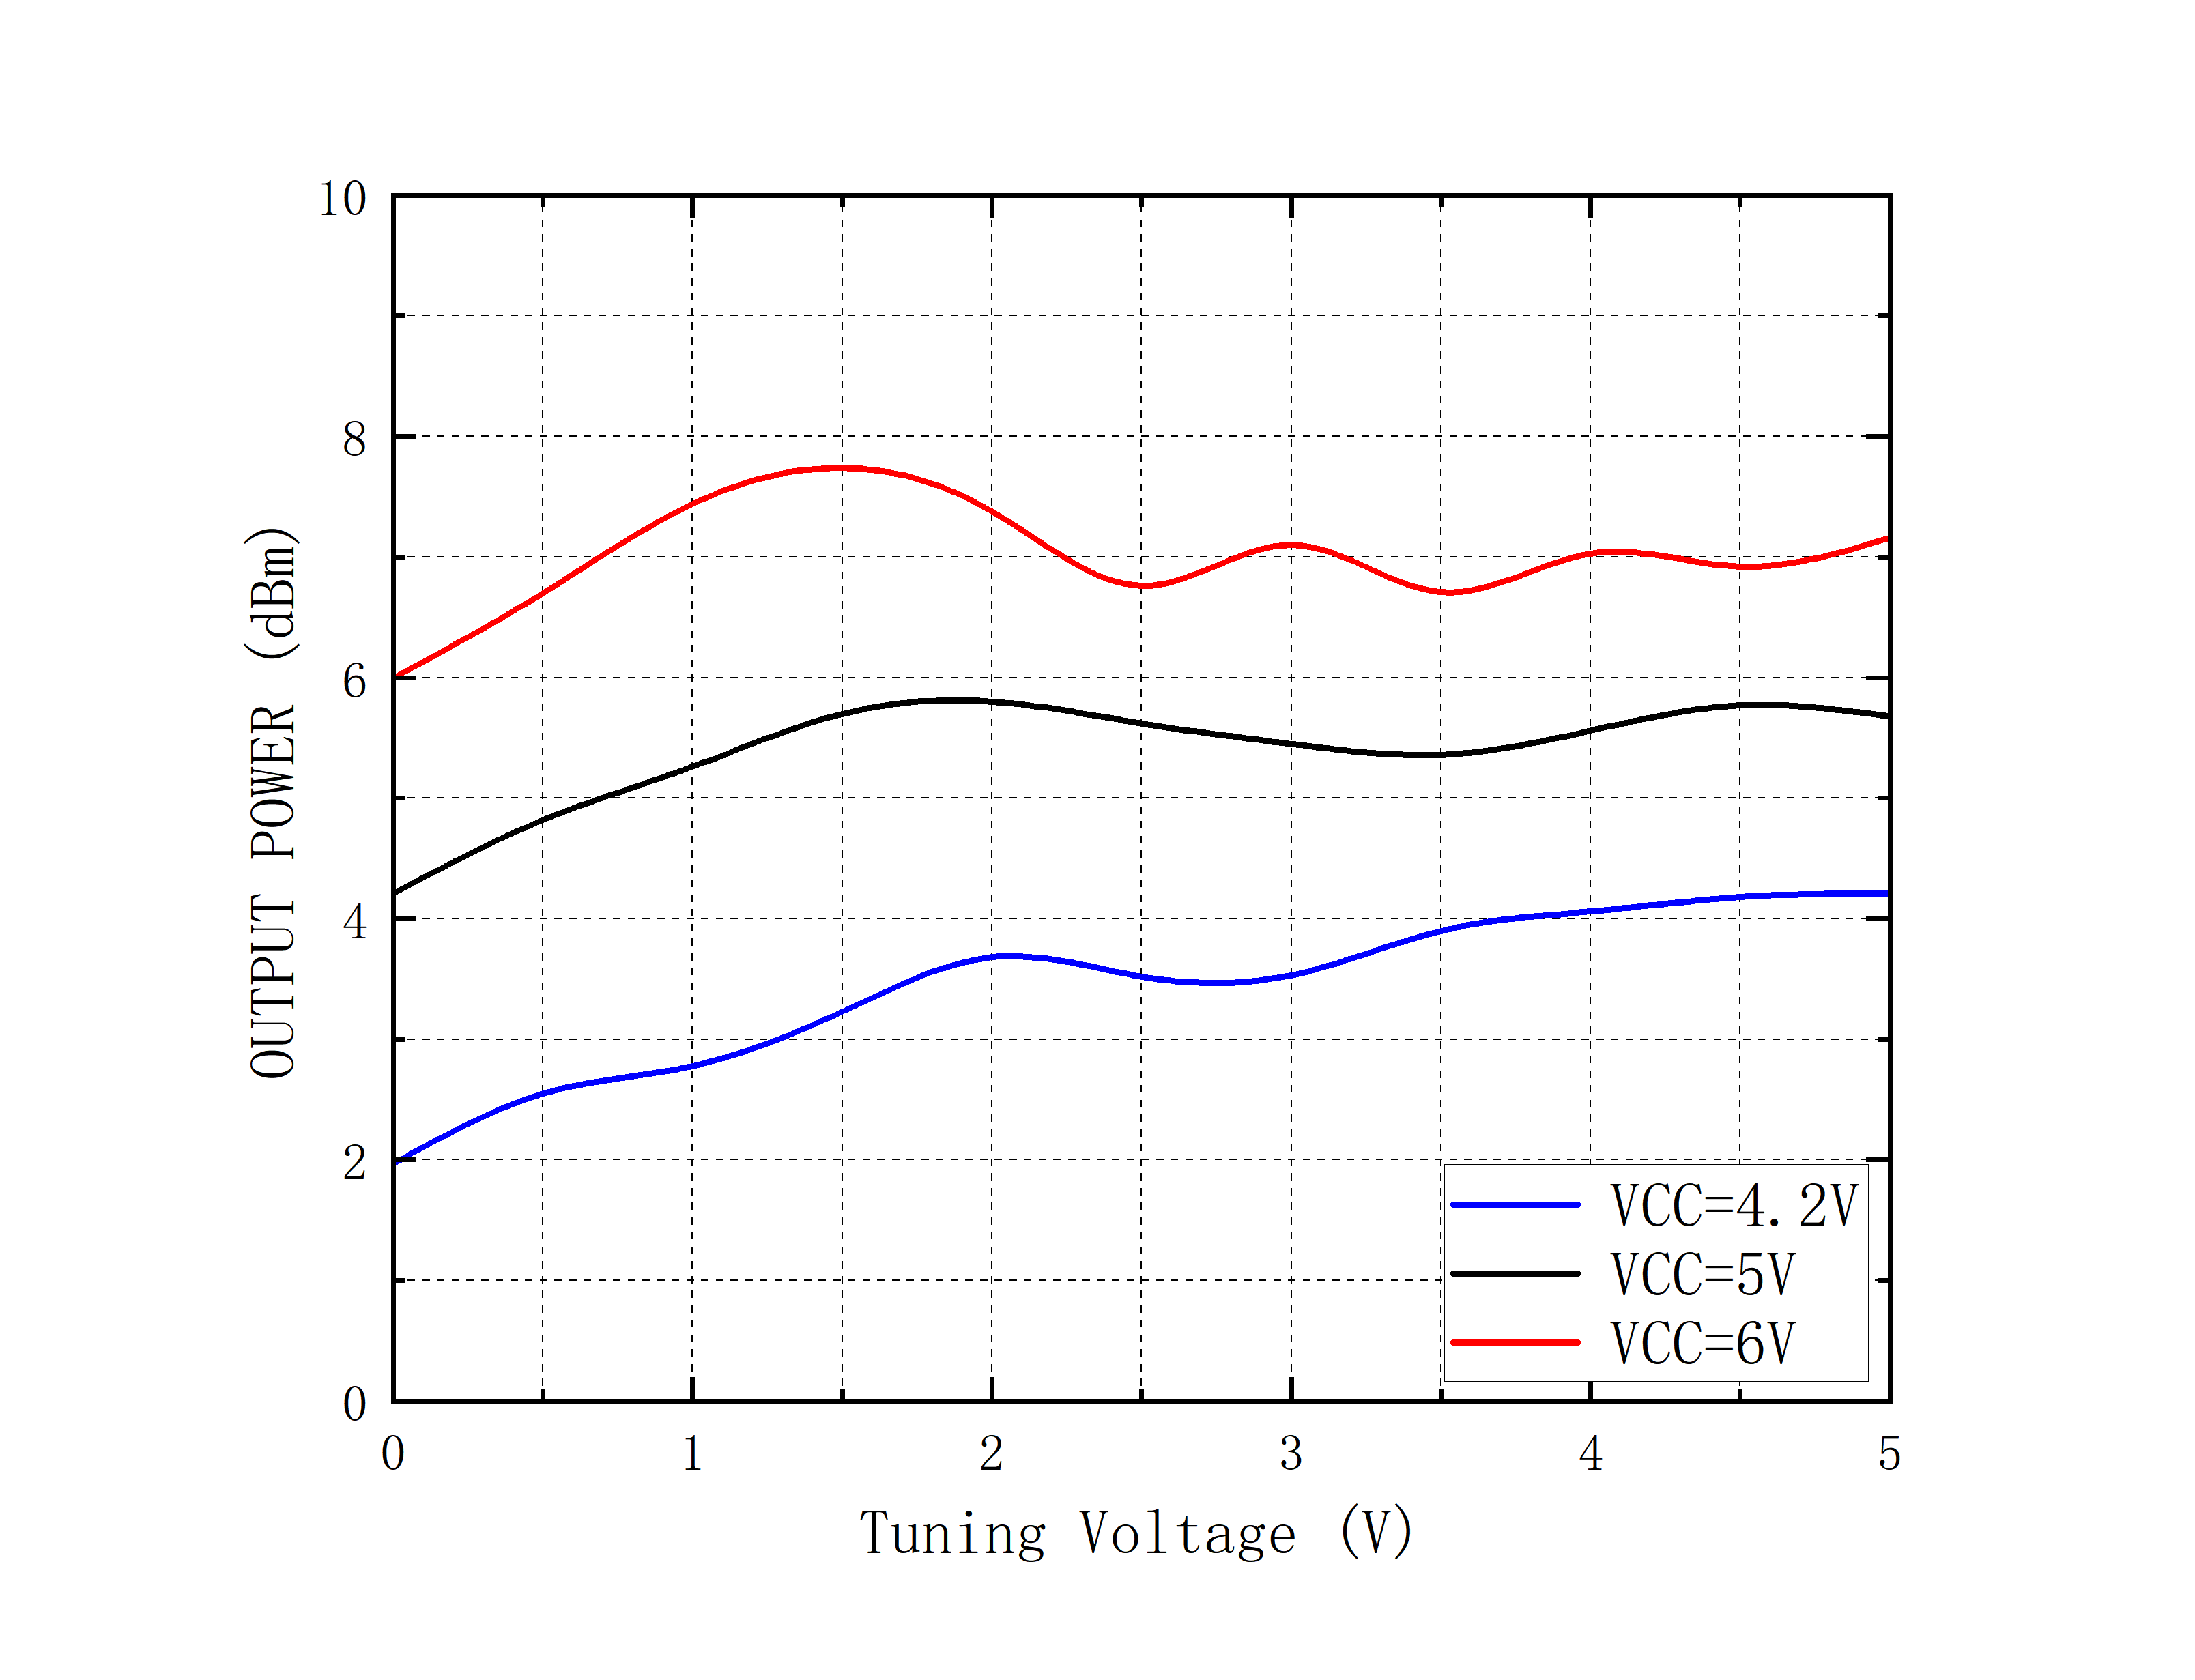 10
8
6
4
2
0
OUTPUT POWER (dBm)
VCC=4.2V
VCC=5V
VCC=6V
0 1 2 3 4 5
Tuning Voltage (V)